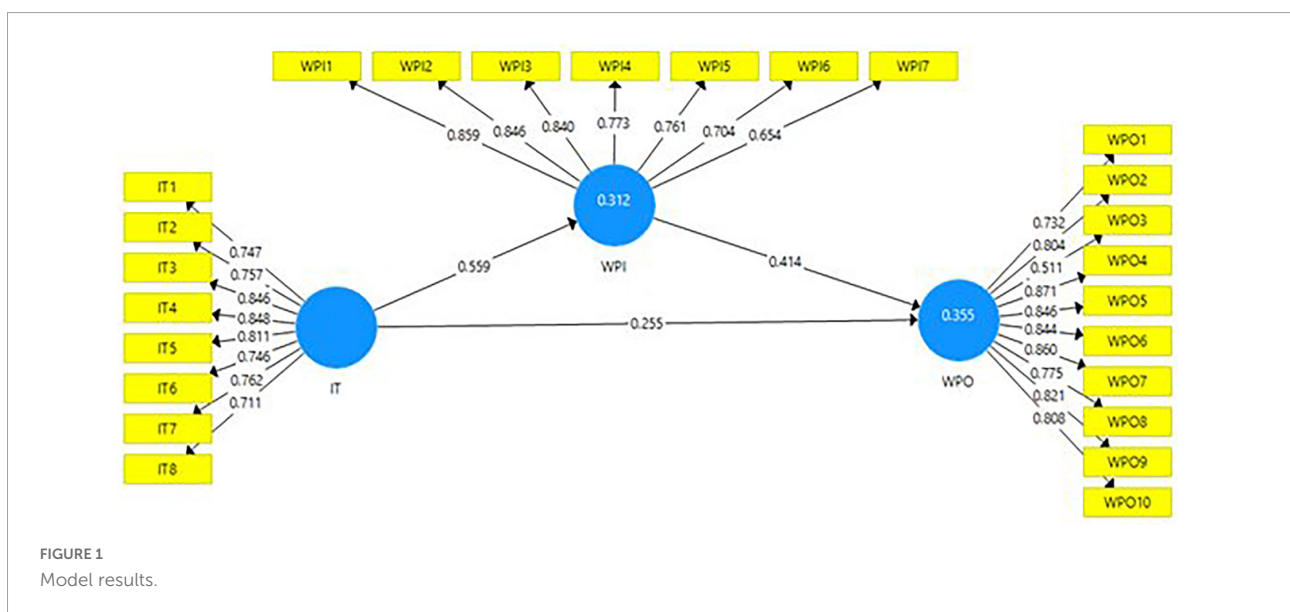 WPI1 WPI2 WPI3 WPI4 WPI5 WPI6 WPI7
0.859 0.846 0.840 0.773 0.761 0.704 0.654
IT1
IT2
IT3
IT4
IT5
IT6
IT7
IT8
0.747
0.757
0.846
0.848
0.811
0.746
0.762
0.711
IT
0.559
0.312
WPI
0.414
0.255
0.355
WPO
0.732
0.804
0.511
0.871
0.846
0.844
0.860
0.775
0.821
0.808
WPO1
WPO2
WPO3
WPO4
WPO5
WPO6
WPO7
WPO8
WPO9
WPO10
FIGURE 1
Model results.